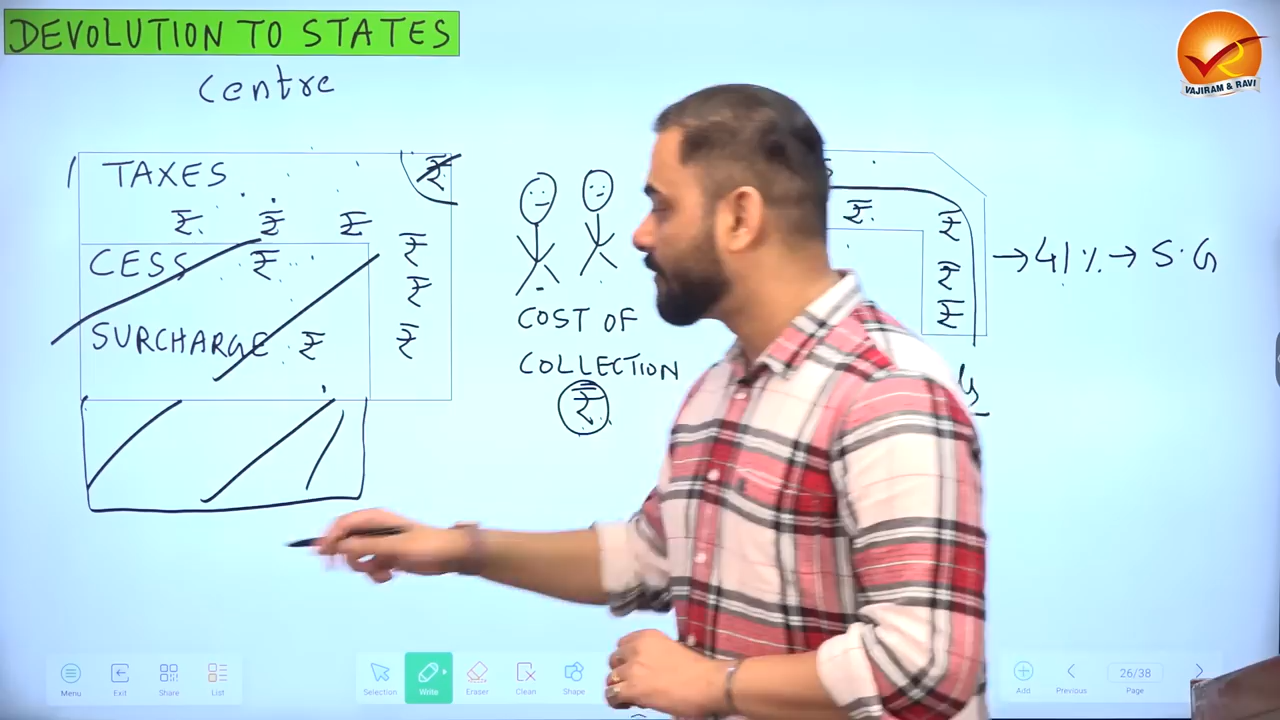 DEVOLUTION TO STATES
Centre
VAJIRAM & RAVI
TAXES
₹
₹ ₹ ₹
₹
CESS ₹
₹
SURCHARGE ₹
₹
COST OF
COLLECTION
₹
₹
₹
₹
₹
→ 41% → S.G
Menu
Exit
Share
List
Selection
Write
Eraser
Clean
Shape
Add
Previous
26/38
Page